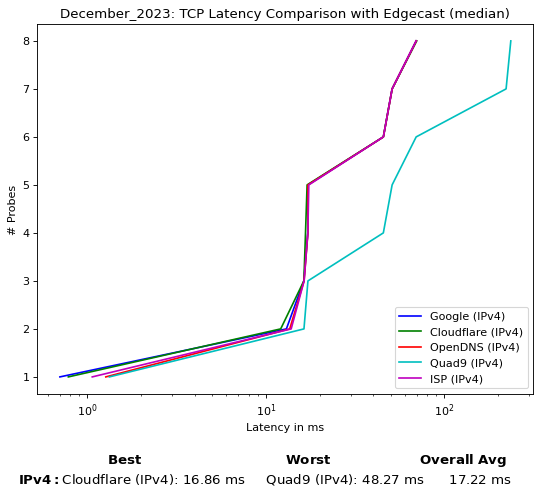 December_2023: TCP Latency Comparison with Edgecast (median)
8
7
6
5
4
3
2
1
# Probes
10^0
10^1
10^2
Latency in ms
Google (IPv4)
Cloudflare (IPv4)
OpenDNS (IPv4)
Quad9 (IPv4)
ISP (IPv4)
Best Worst Overall Avg
IPv4: Cloudflare (IPv4): 16.86 ms Quad9 (IPv4): 48.27 ms 17.22 ms